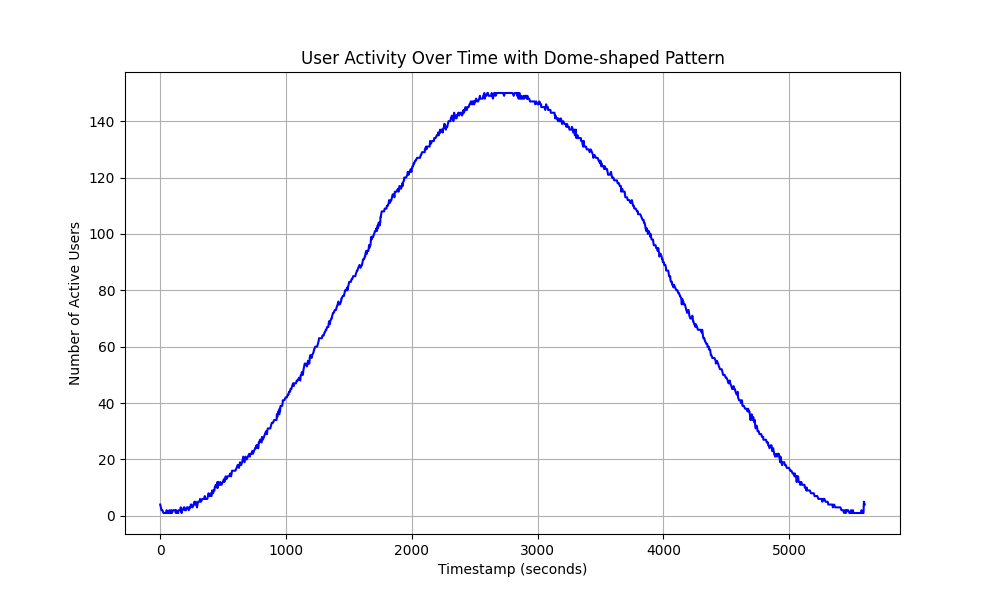 User Activity Over Time with Dome-shaped Pattern
Number of Active Users
140
120
100
80
60
40
20
0
0 1000 2000 3000 4000 5000
Timestamp (seconds)